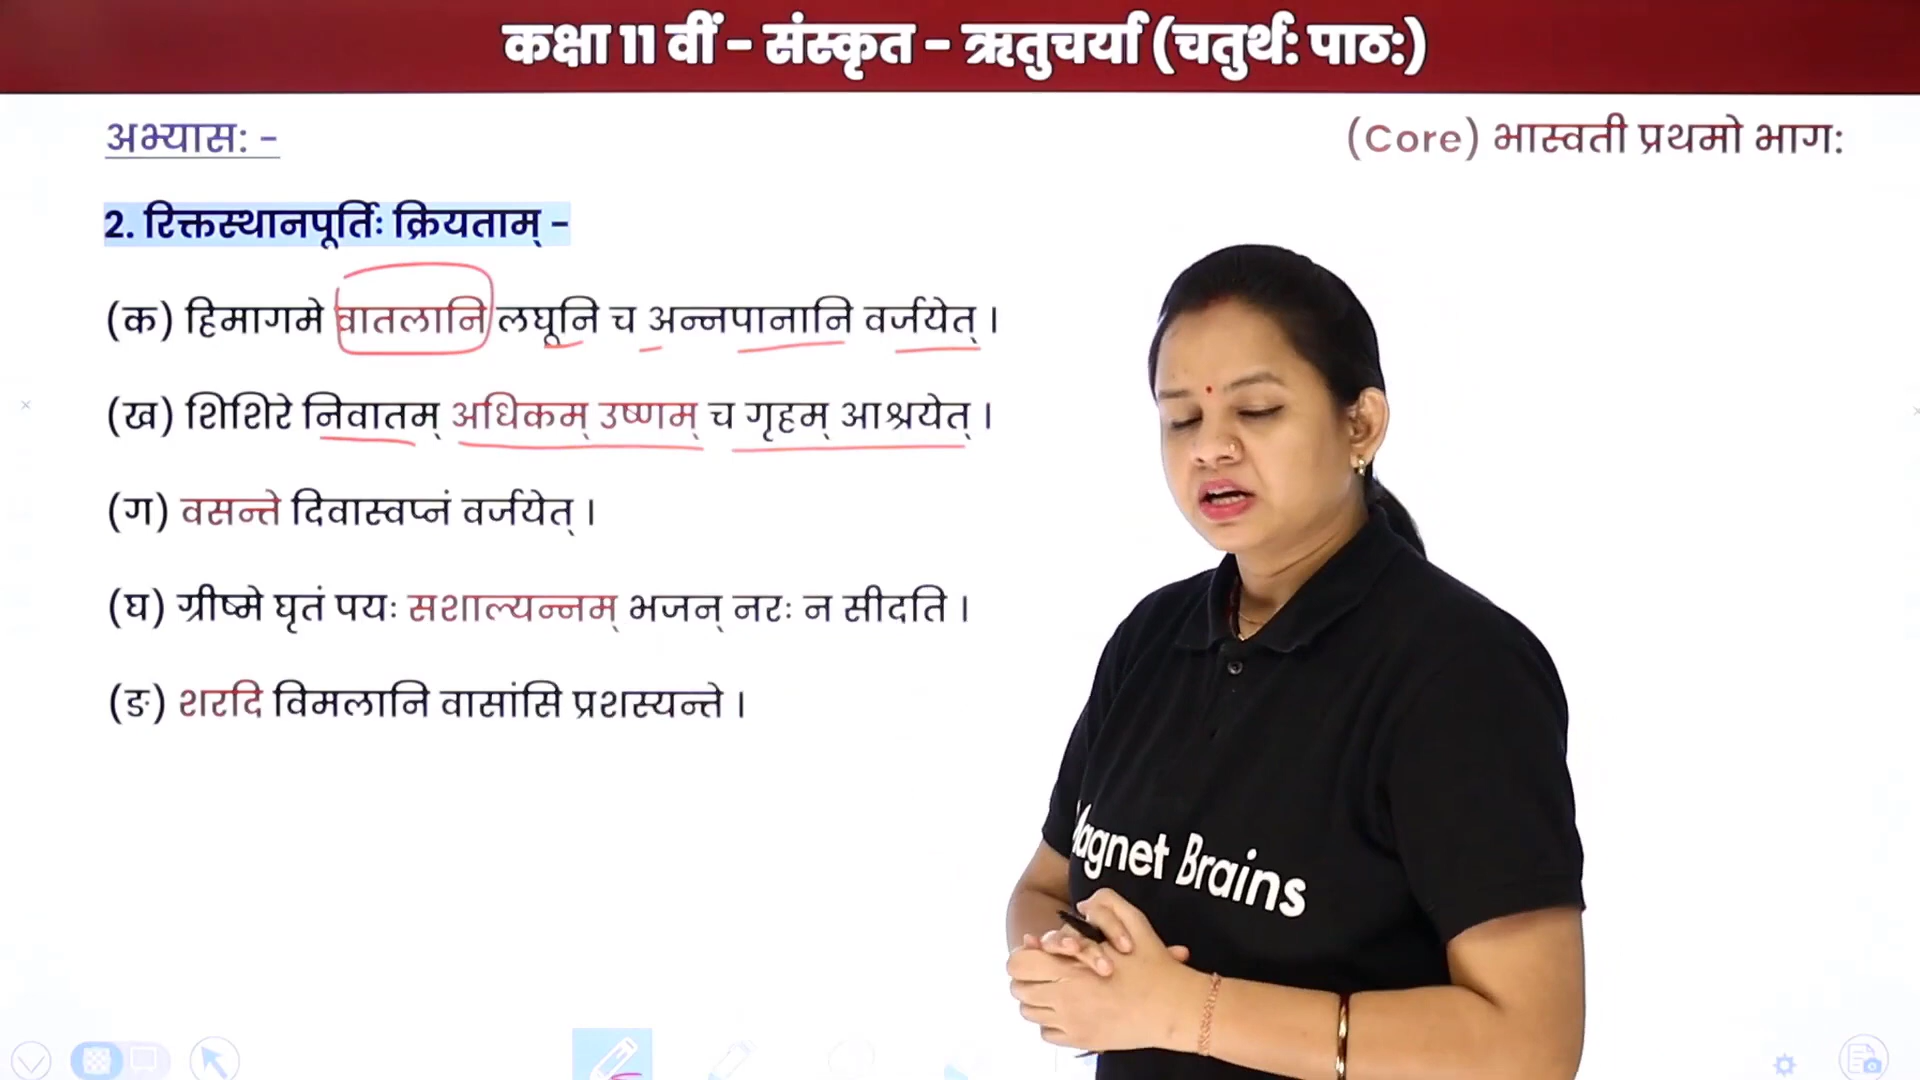 कक्षा 11 वीं - संस्कृत - ऋतुचर्या (चतुर्थ: पाठ:)
अभ्यास: -
(Core) भास्वती प्रथमो भाग:
2. रिक्तस्थानपूर्तिः क्रियताम् -
(क) हिमागमे वातलानि लघूनि च अन्नपानानि वर्जयेत् ।
(ख) शिशिरे निवातम् अधिकम् उष्णम् च गृहम् आश्रयेत् ।
(ग) वसन्ते दिवास्वप्नं वर्जयेत् ।
(घ) ग्रीष्मे घृतं पयः सशाल्यन्नम् भजन् नरः न सीदति ।
(ङ) शरदि विमलानि वासांसि प्रशस्यन्ते ।
Magnet Brains